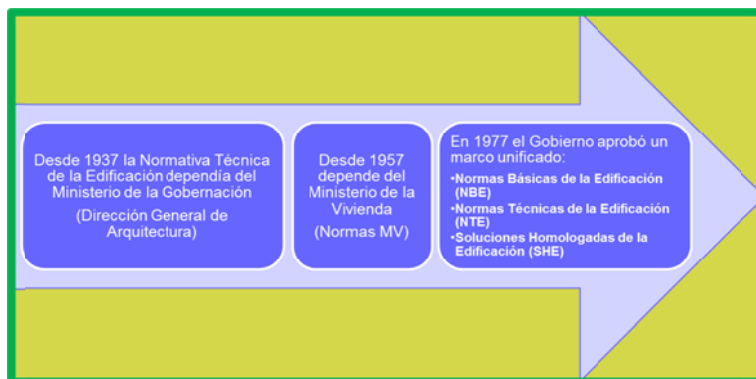 Desde 1937 la Normativa Técnica
de la Edificación dependía del
Ministerio de la Gobernación
(Dirección General de
Arquitectura)
Desde 1957
depende del
Ministerio de la
Vivienda
(Normas MV)
En 1977 el Gobierno aprobó un
marco unificado:
•Normas Básicas de la Edificación
(NBE)
•Normas Técnicas de la Edificación
(NTE)
•Soluciones Homologadas de la
Edificación (SHE)